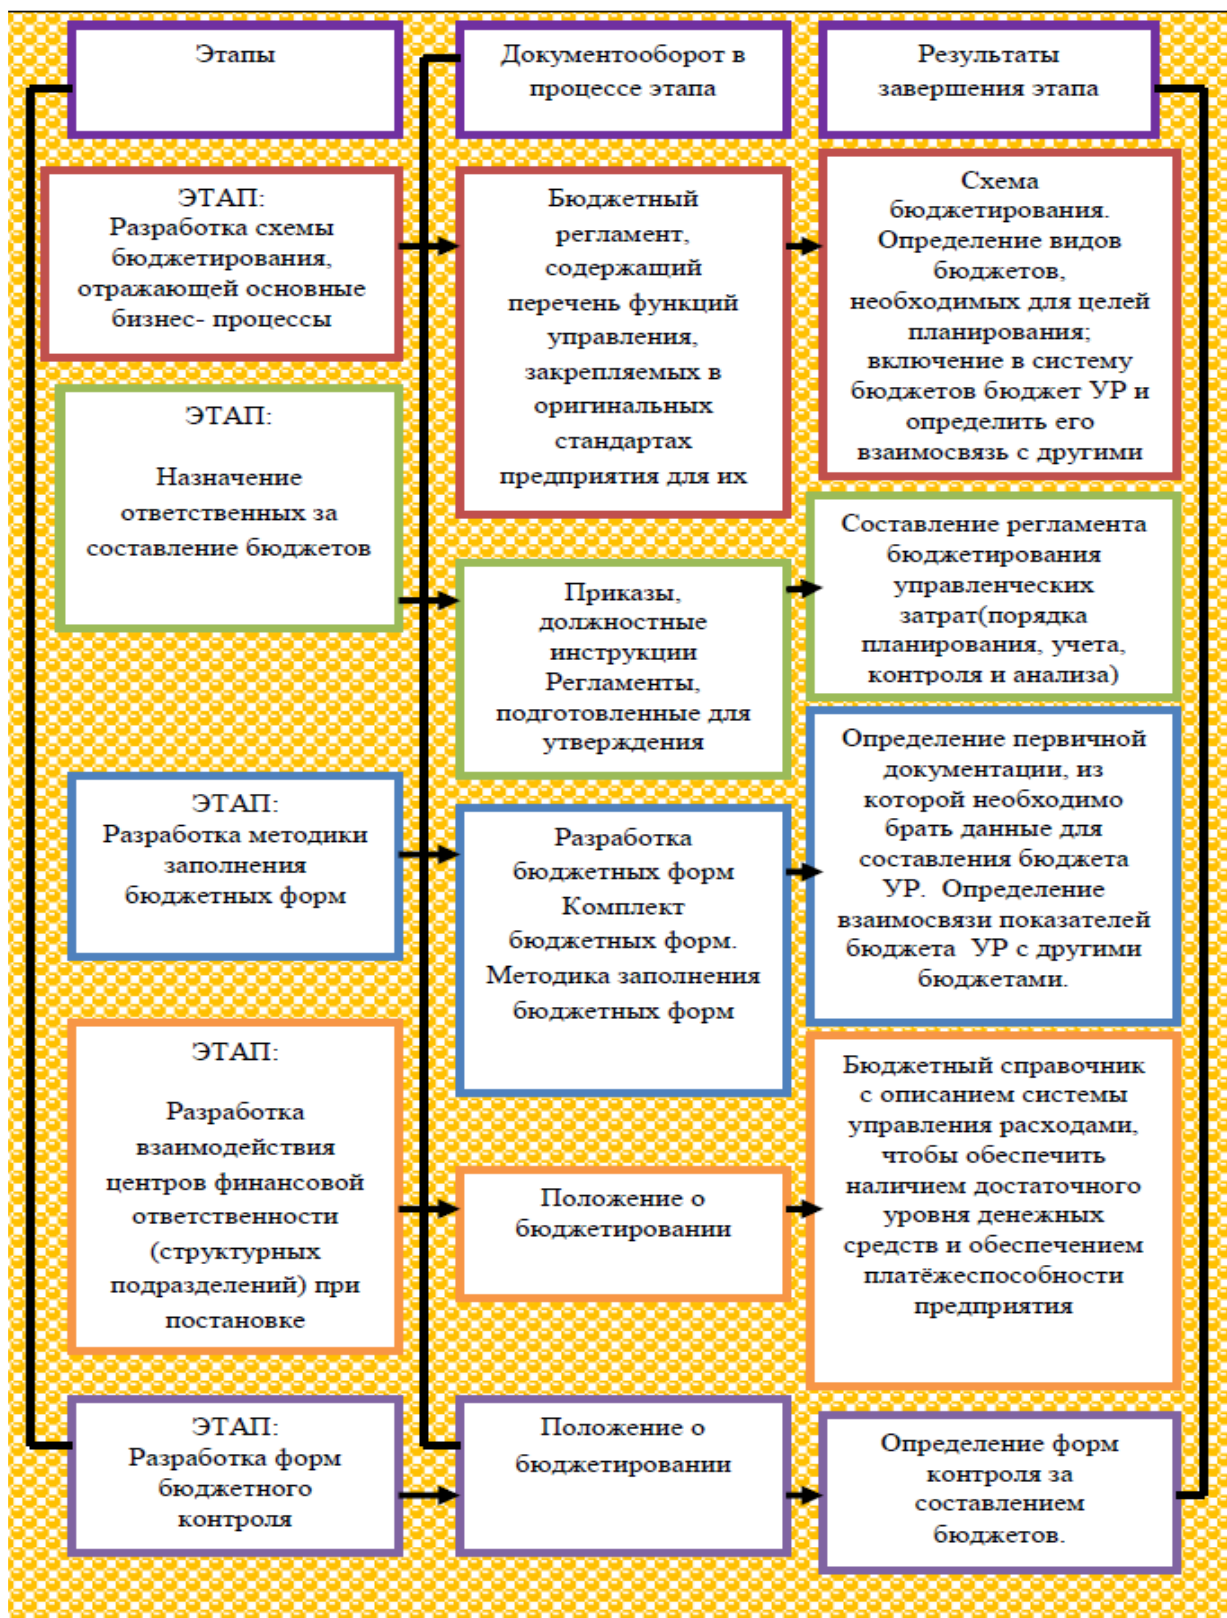 Этапы
Документооборот в
процессе этапа
Результаты
завершения этапа
ЭТАП:
Разработка схемы
бюджетирования,
отражающей основные
бизнес- процессы
Бюджетный
регламент,
содержащий
перечень функций
управления,
закрепляемых в
оригинальных
стандартах
предприятия для их
Схема
бюджетирования.
Определение видов
бюджетов,
необходимых для целей
планирования;
включение в систему
бюджетов бюджет УР и
определить его
взаимосвязь с другими
ЭТАП:
Назначение
ответственных за
составление бюджетов
Приказы,
должностные
инструкции
Регламенты,
подготовленные для
утверждения
Составление регламента
бюджетирования
управленческих
затрат(порядка
планирования, учета,
контроля и анализа)
ЭТАП:
Разработка методики
заполнения
бюджетных форм
Разработка
бюджетных форм
Комплект
бюджетных форм.
Методика заполнения
бюджетных форм
Определение первичной
документации, из
которой необходимо
брать данные для
составления бюджета
УР. Определение
взаимосвязи показателей
бюджета УР с другими
бюджетами.
ЭТАП:
Разработка
взаимодействия
центров финансовой
ответственности
(структурных
подразделений) при
постановке
Положение о
бюджетировании
Бюджетный справочник
с описанием системы
управления расходами,
чтобы обеспечить
наличием достаточного
уровня денежных
средств и обеспечением
платёжеспособности
предприятия
ЭТАП:
Разработка форм
бюджетного
контроля
Положение о
бюджетировании
Определение форм
контроля за
составлением
бюджетов.